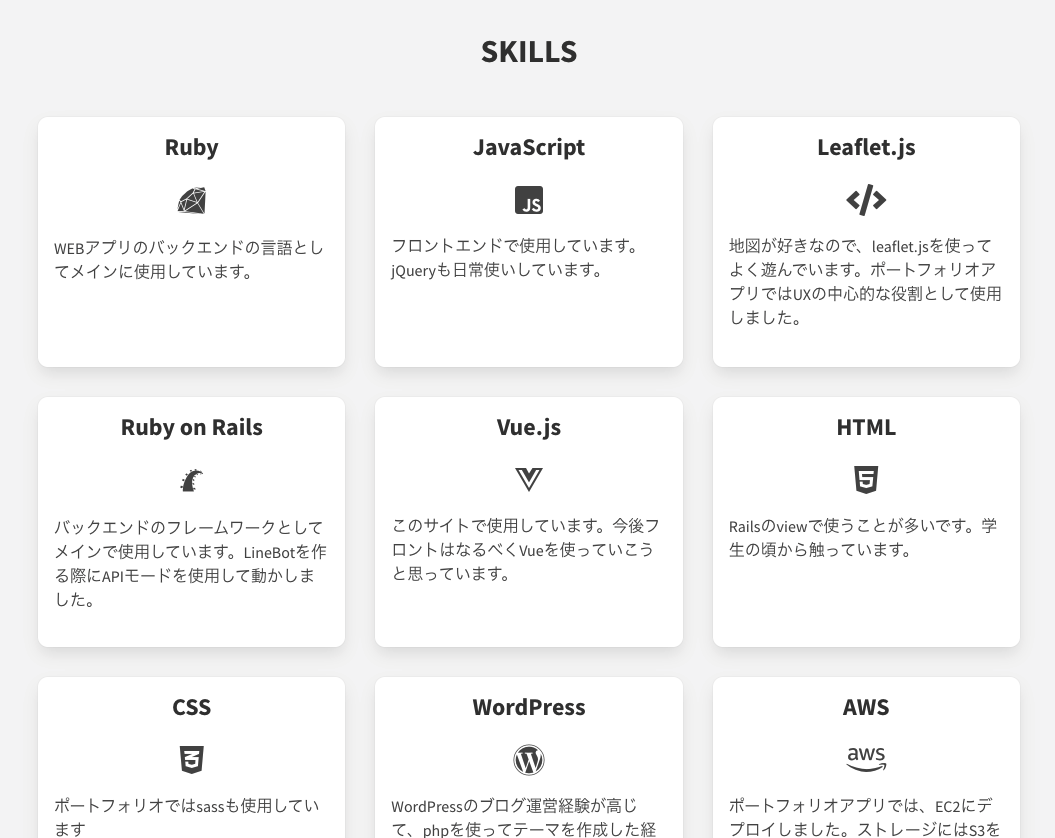 SKILLS
Ruby
WEBアプリのバックエンドの言語とし
てメインに使用しています。
JavaScript
JS
フロントエンドで使用しています。
jQueryも日常使いしています。
Leaflet.js
地図が好きなので、leaflet.jsを使って
よく遊んでいます。ポートフォリオア
プリではUXの中心的な役割として使用
しました。
Ruby on Rails
バックエンドのフレームワークとして
メインで使用しています。LineBotを作
る際にAPIモードを使用して動かしま
した。
Vue.js
このサイトで使用しています。今後フ
ロントはなるべくVueを使っていこう
と思っています。
HTML
5
Railsのviewで使うことが多いです。学
生の頃から触っています。
CSS
3
ポートフォリオではsassも使用してい
ます
WordPress
W
WordPressのブログ運営経験が高じ
て、phpを使ってテーマを作成した経
AWS
aws
ポートフォリオアプリでは、EC2にデ
プロイしました。ストレージにはS3を